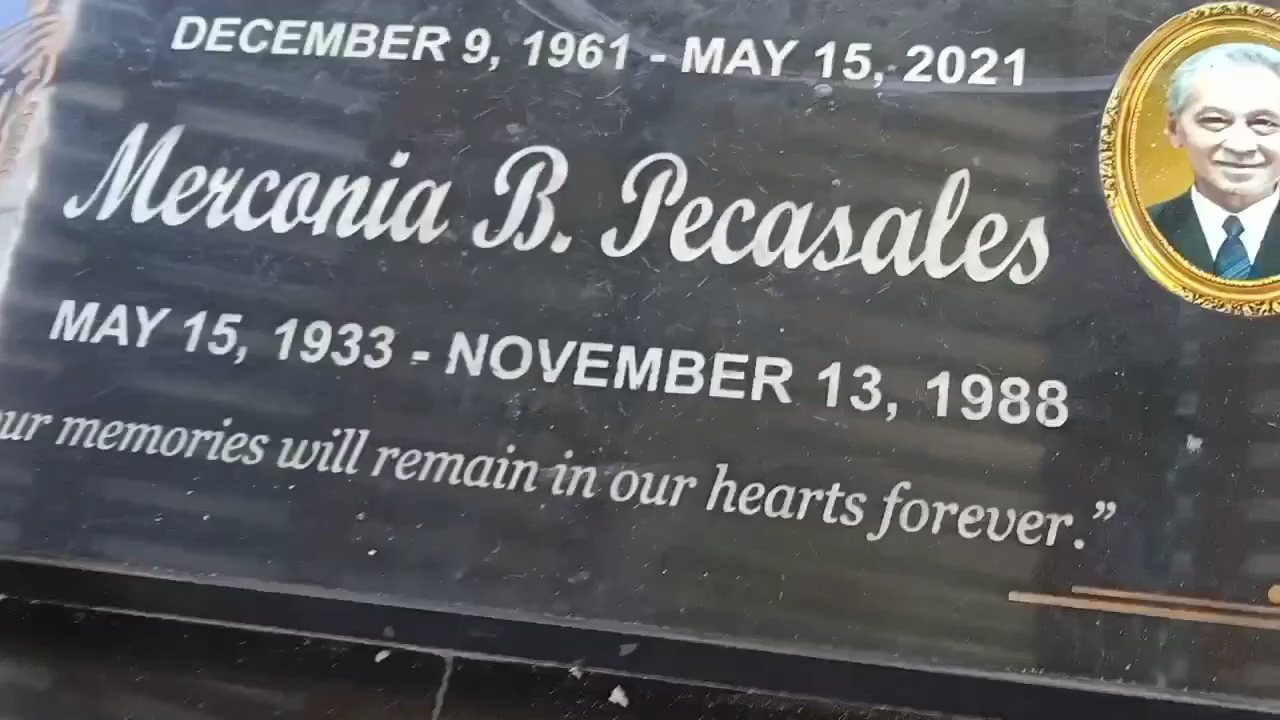 DECEMBER 9, 1961 - MAY 15, 2021
Merconia B. Pecasales
MAY 15, 1933 - NOVEMBER 13, 1988
memories will remain in our hearts forever.”